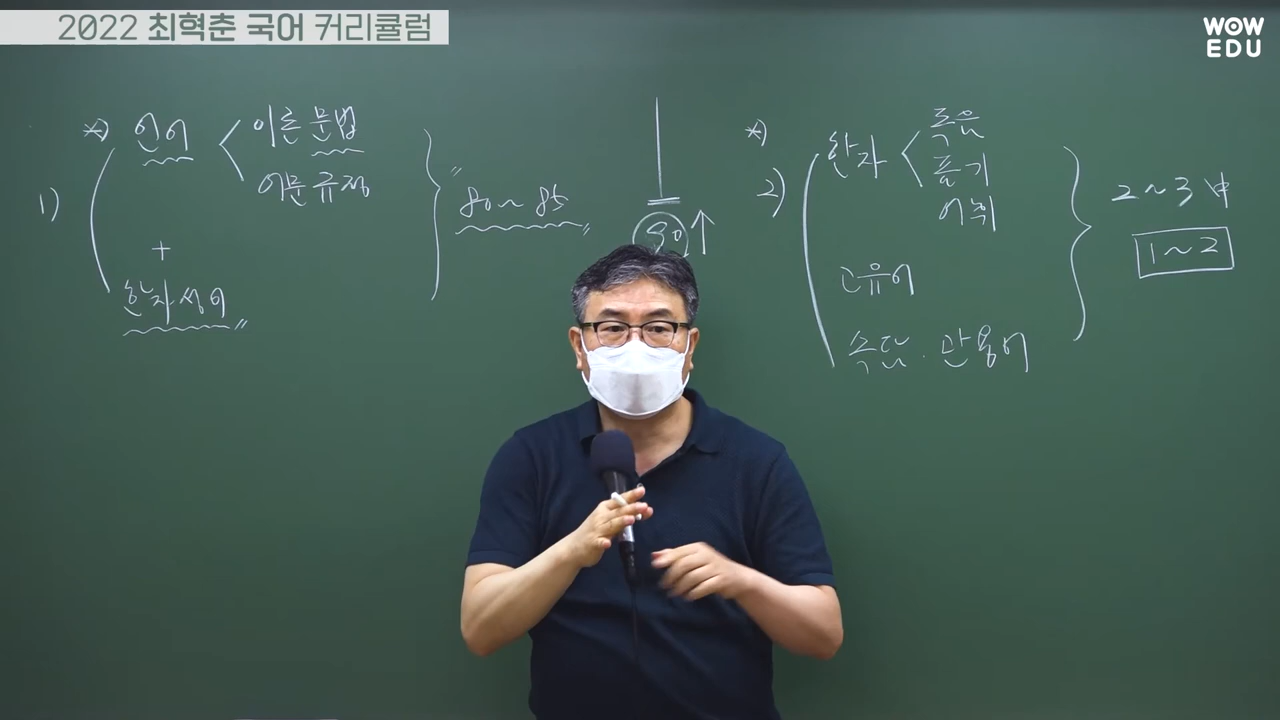 2022 최혁춘 국어 커리큘럼
WOW
EDU
1)
※) 언어 < 이론 문법
어문규정
+
한자성어
80~85
90↑
※)
2)
한자 < 독음
표기
어휘
고유어
속담·관용어
2~3中
1~2